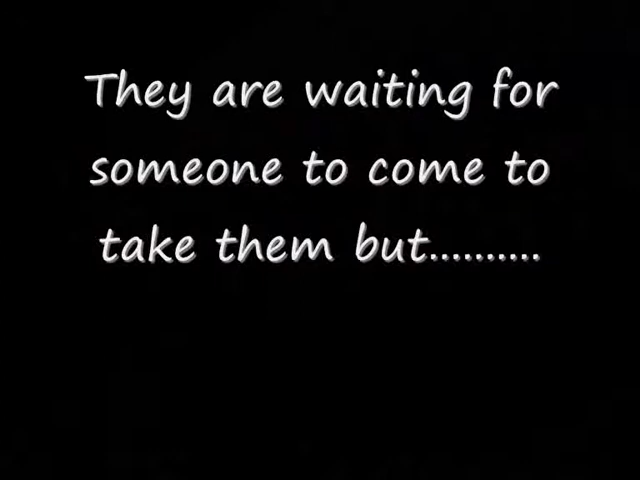 They are waiting for
someone to come to
take them but..........